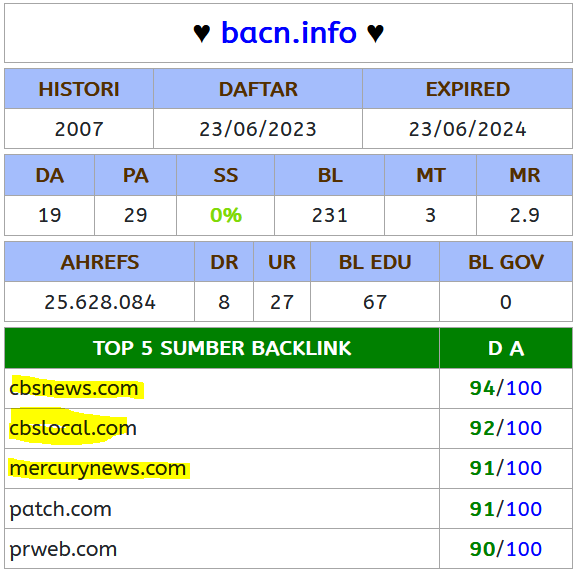 ♥ bacn.info ♥
HISTORI DAFTAR EXPIRED
2007 23/06/2023 23/06/2024
DA PA SS BL MT MR
19 29 0% 231 3 2.9
AHREFS DR UR BL EDU BL GOV
25.628.084 8 27 67 0
TOP 5 SUMBER BACKLINK D A
cbsnews.com 94/100
cbslocal.com 92/100
mercurynews.com 91/100
patch.com 91/100
prweb.com 90/100